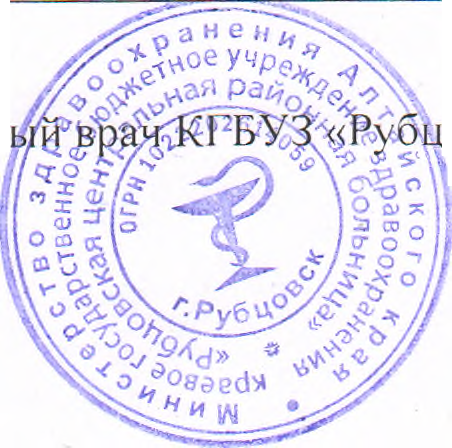 ый врач КГБУЗ «Рубц
Министерство здравоохранения Алтайского края
краевое государственное бюджетное учреждение здравоохранения
«Рубцовская центральная районная больница»
ОГРН
г.Рубцовск